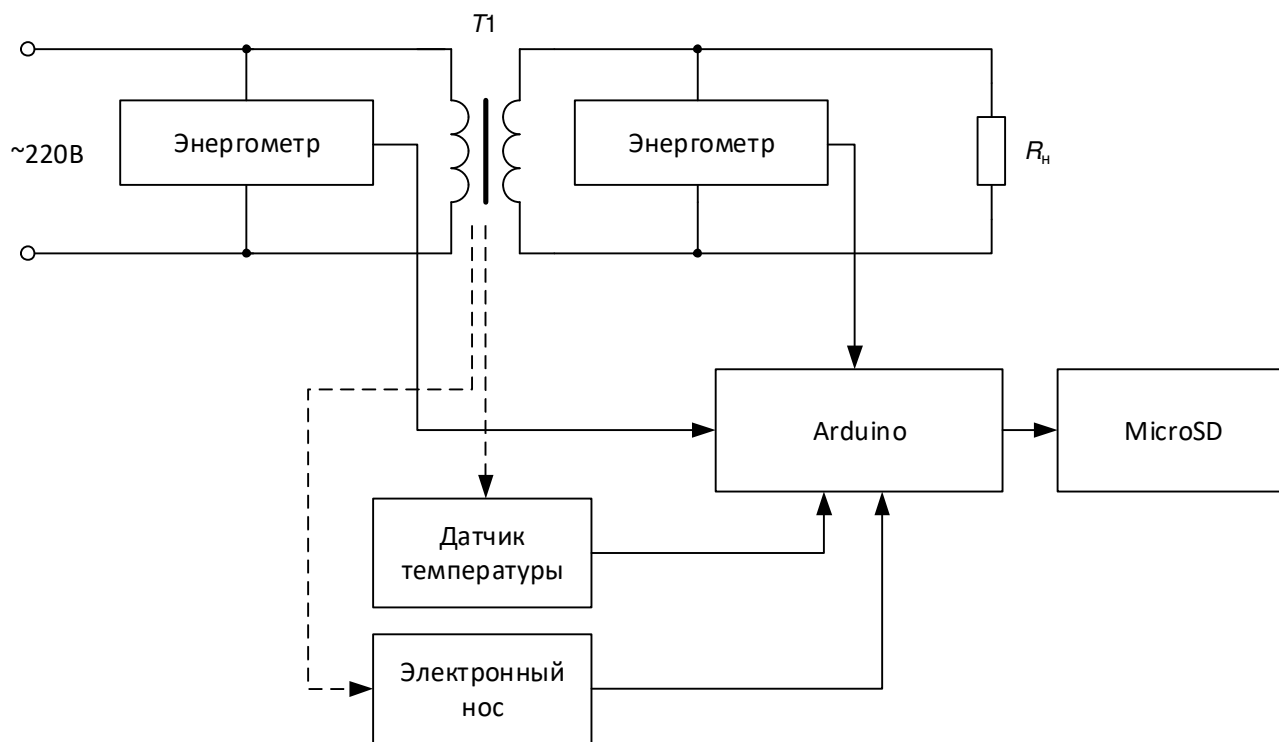 T1
Энергометр
Энергометр
~220В
Rн
Arduino
MicroSD
Датчик
температуры
Электронный
нос